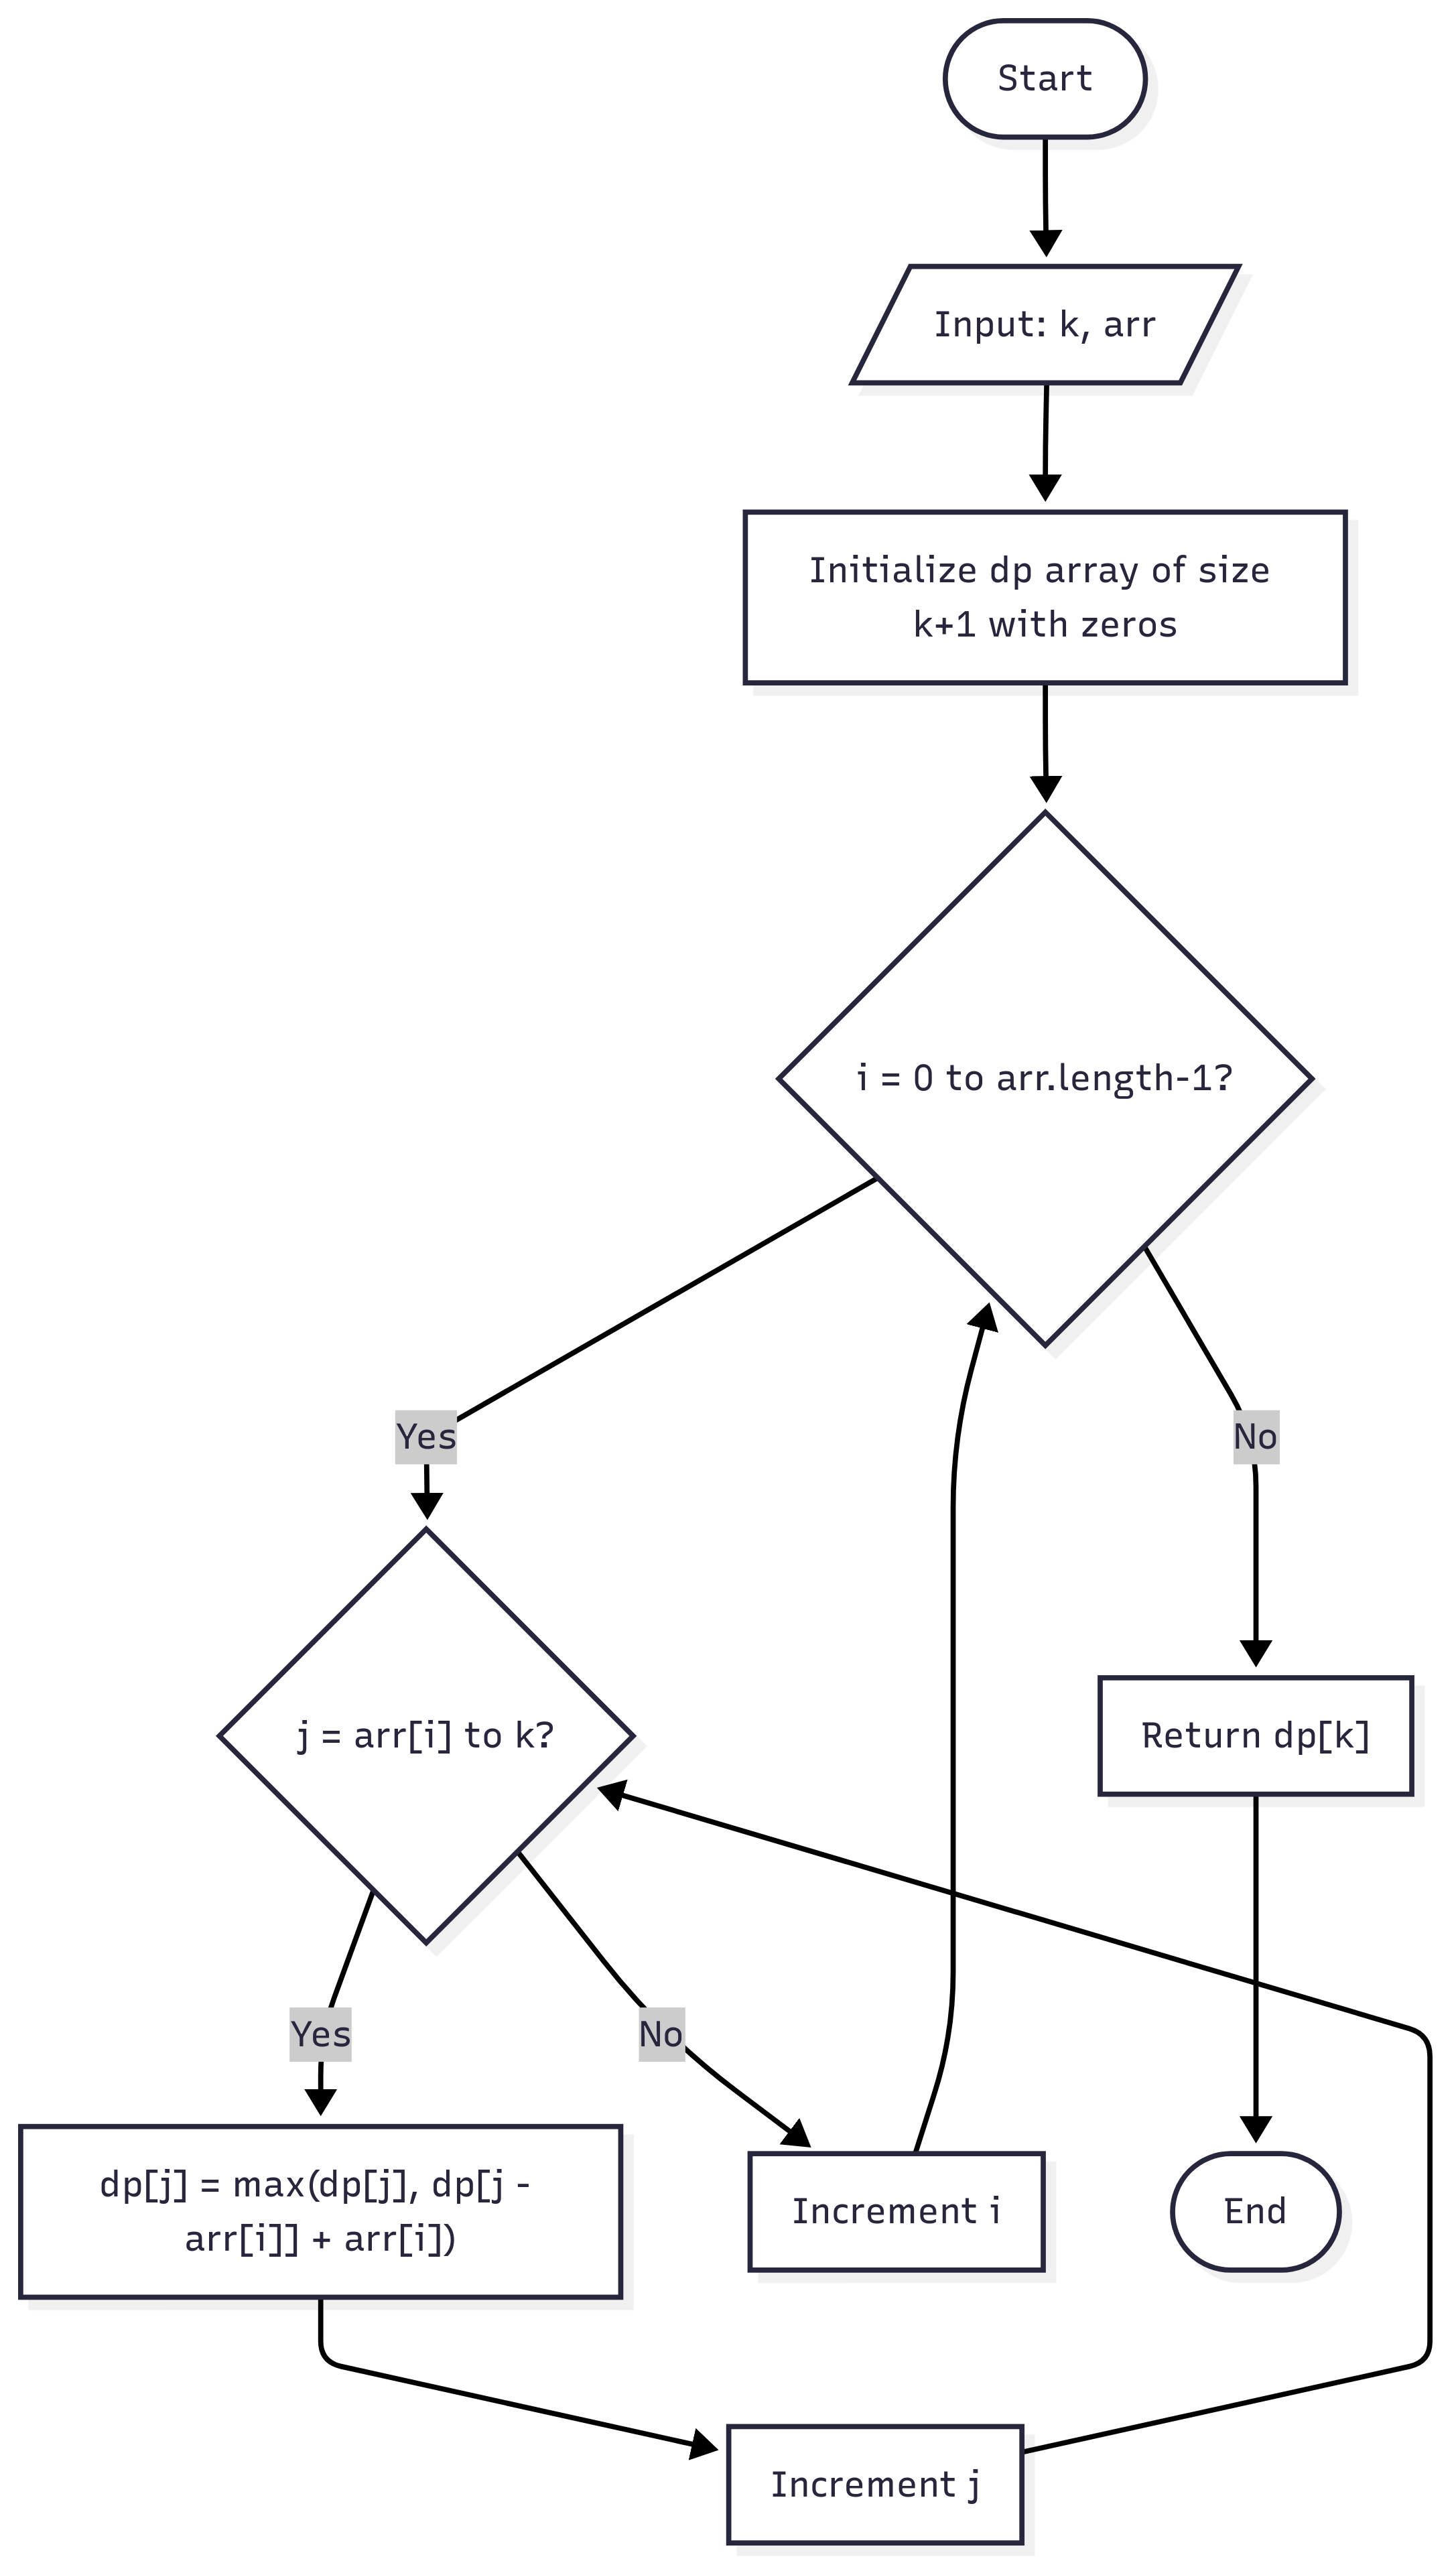 Start
Input: k, arr
Initialize dp array of size
k+1 with zeros
i = 0 to arr.length-1?
Yes
No
j = arr[i] to k?
Return dp[k]
Yes
No
dp[j] = max(dp[j], dp[j -
arr[i]] + arr[i])
Increment i
End
Increment j